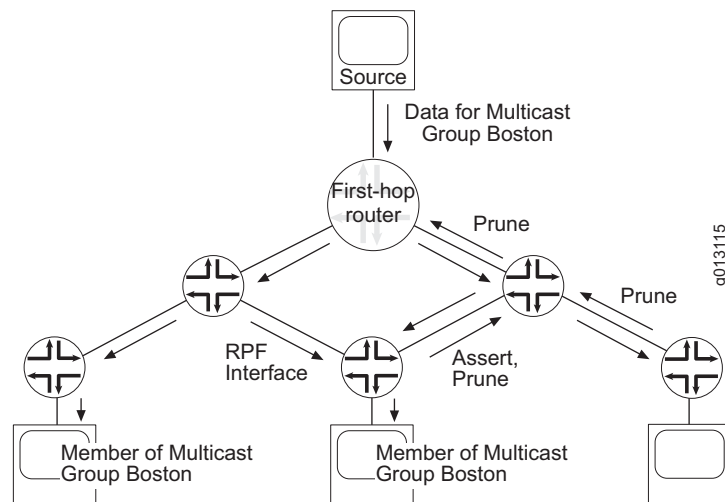 Source
Data for Multicast
Group Boston
First-hop
router
Prune
g013115
Prune
RPF
Interface
Assert,
Prune
Member of Multicast
Group Boston
Member of Multicast
Group Boston